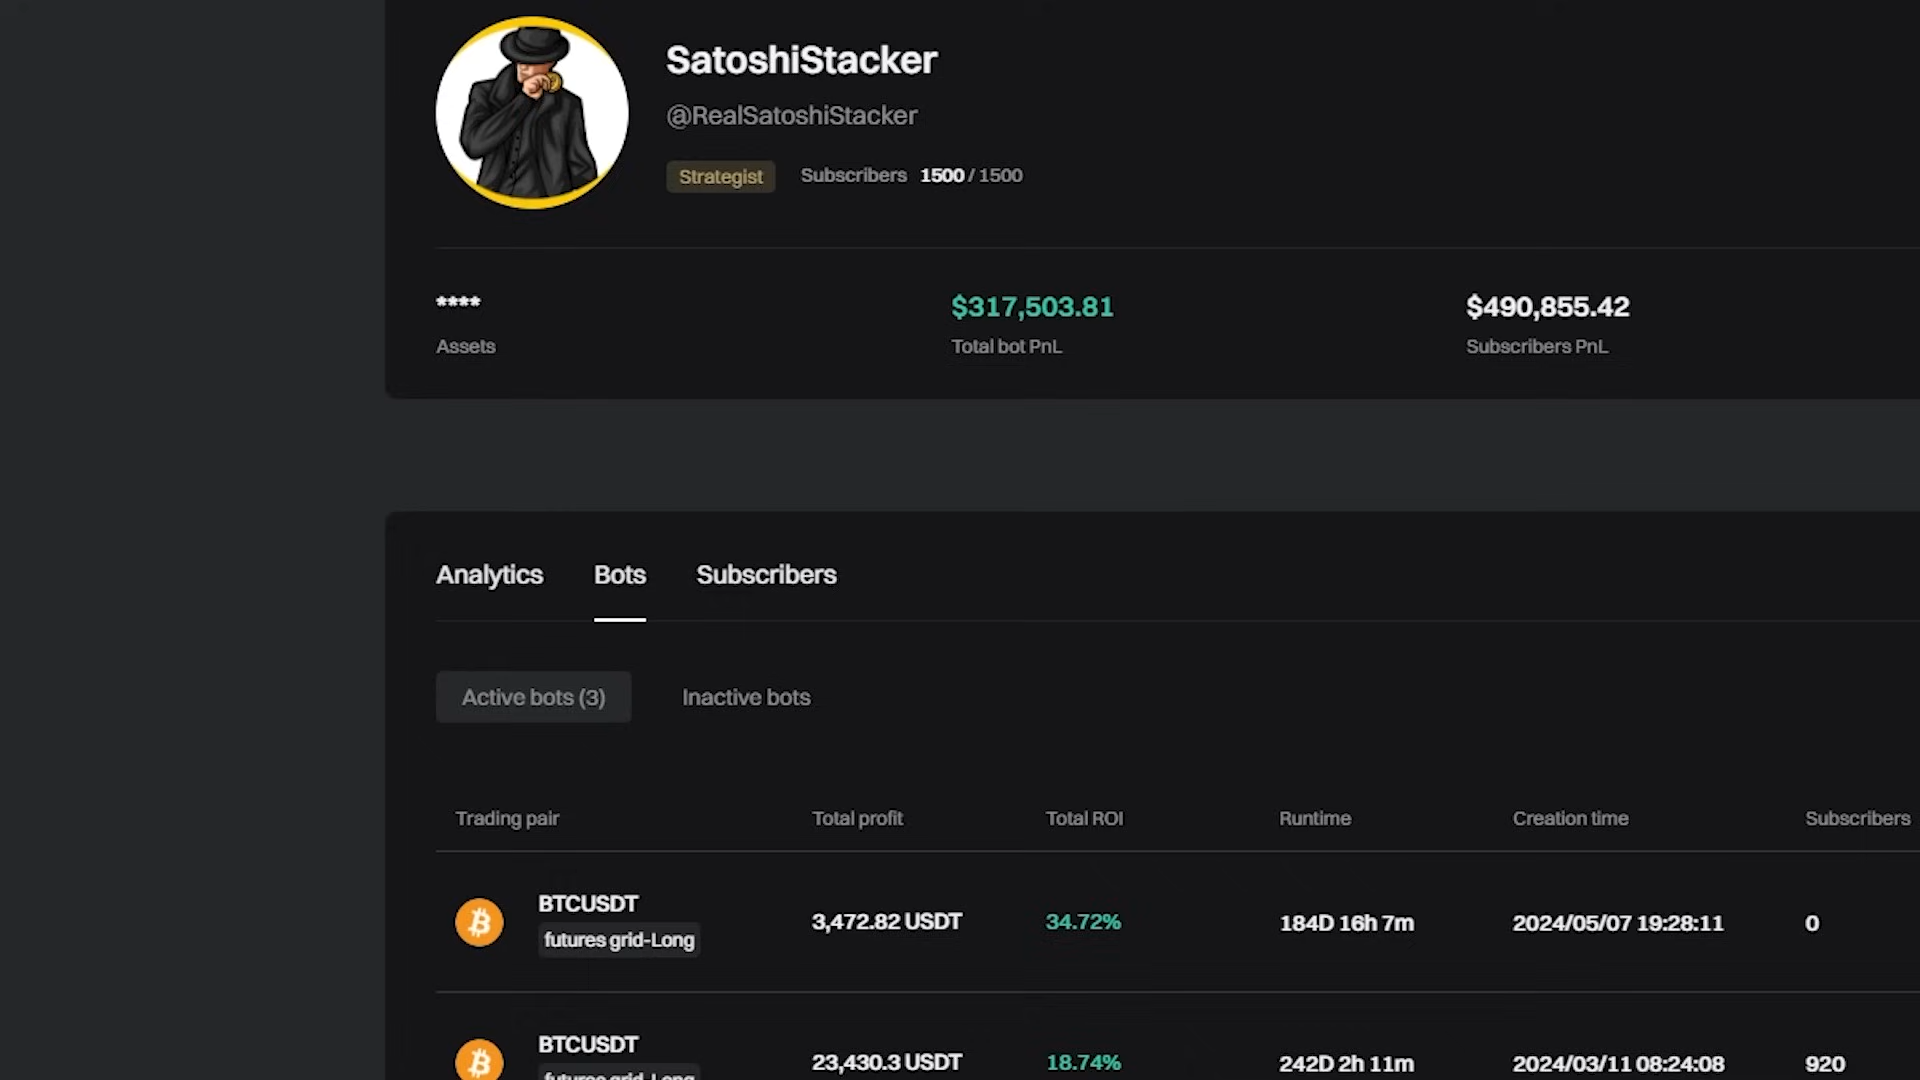 SatoshiStacker
@RealSatoshiStacker
Strategist Subscribers 1500 / 1500
**** $317,503.81 $490,855.42
Assets Total bot PnL Subscribers PnL
Analytics Bots Subscribers
Active bots (3) Inactive bots
Trading pair Total profit Total ROI Runtime Creation time Subscribers
BTCUSDT
futures grid-Long 3,472.82 USDT 34.72% 184D 16h 7m 2024/05/07 19:28:11 0
BTCUSDT
futures grid-Long 23,430.3 USDT 18.74% 242D 2h 11m 2024/03/11 08:24:08 920